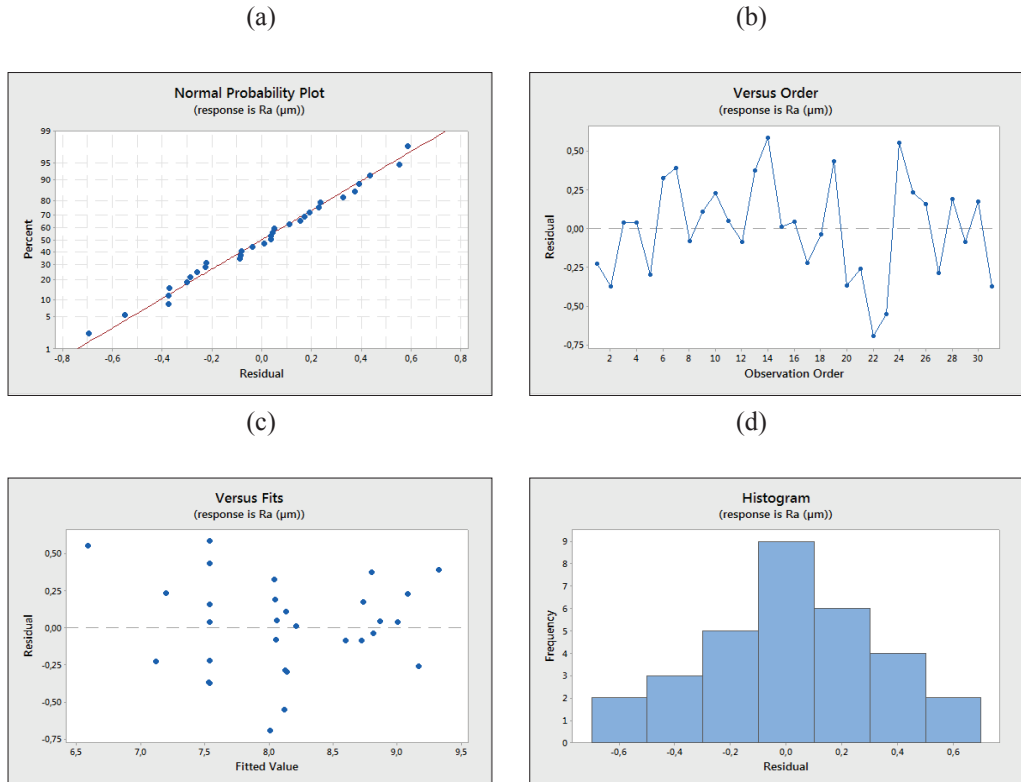 (a)
(b)
Normal Probability Plot
(response is Ra (µm))
99
95
90
80
70
60
50
40
30
20
10
5
1
Percent
-0,8 -0,6 -0,4 -0,2 0,0 0,2 0,4 0,6 0,8
Residual
Versus Order
(response is Ra (µm))
0,50
0,25
0,00
-0,25
-0,50
-0,75
Residual
2 4 6 8 10 12 14 16 18 20 22 24 26 28 30
Observation Order
(c)
(d)
Versus Fits
(response is Ra (µm))
0,50
0,25
0,00
-0,25
-0,50
-0,75
Residual
6,5 7,0 7,5 8,0 8,5 9,0 9,5
Fitted Value
Histogram
(response is Ra (µm))
9
8
7
6
5
4
3
2
1
0
Frequency
-0,6 -0,4 -0,2 0,0 0,2 0,4 0,6
Residual